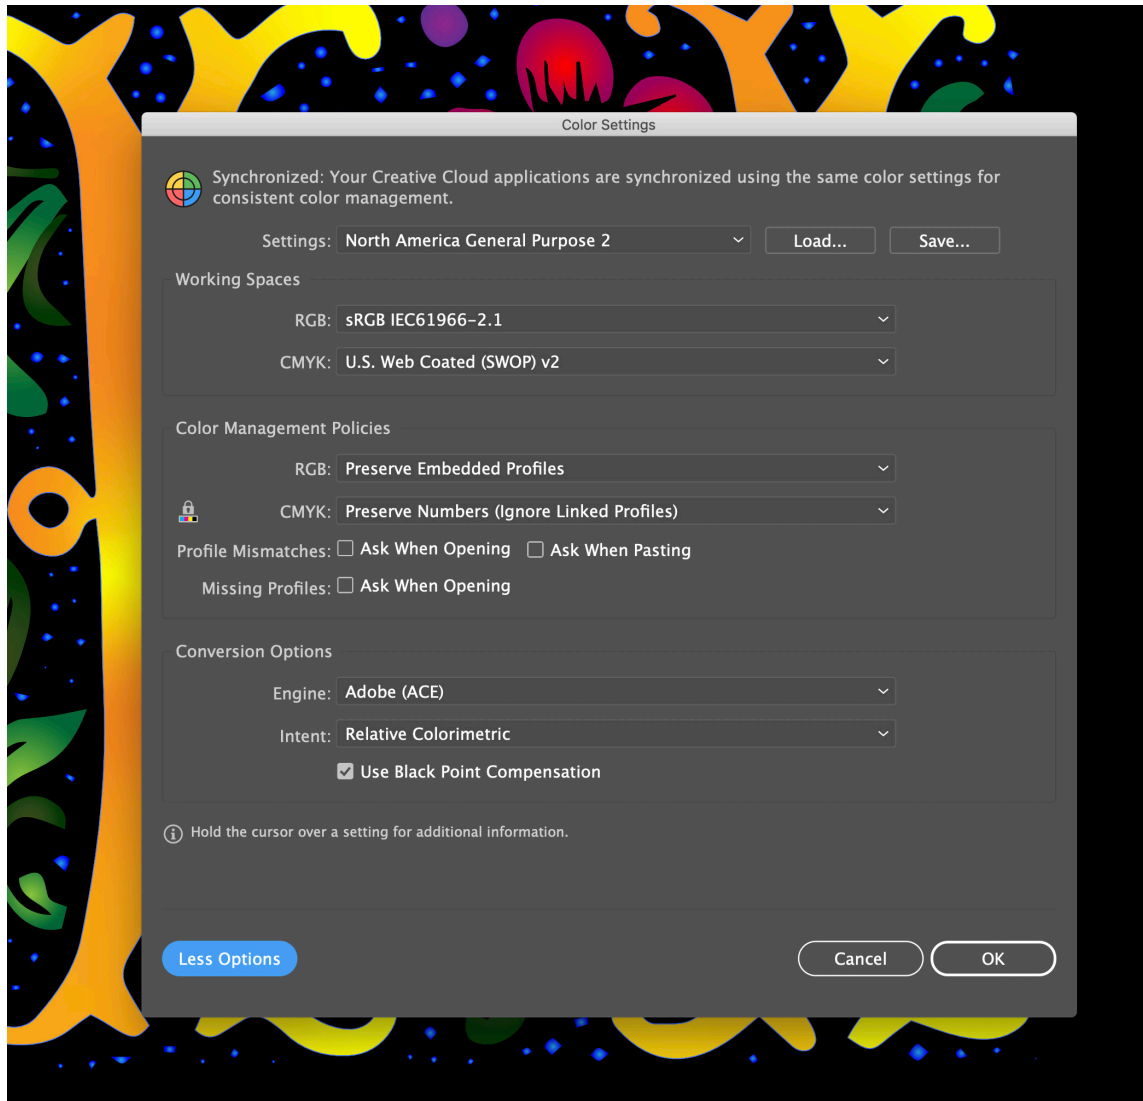 Color Settings
Synchronized: Your Creative Cloud applications are synchronized using the same color settings for
consistent color management.
Settings: North America General Purpose 2 Load... Save...
Working Spaces
RGB: sRGB IEC61966-2.1
CMYK: U.S. Web Coated (SWOP) v2
Color Management Policies
RGB: Preserve Embedded Profiles
CMYK: Preserve Numbers (Ignore Linked Profiles)
Profile Mismatches: Ask When Opening Ask When Pasting
Missing Profiles: Ask When Opening
Conversion Options
Engine: Adobe (ACE)
Intent: Relative Colorimetric
Use Black Point Compensation
Hold the cursor over a setting for additional information.
Less Options Cancel OK